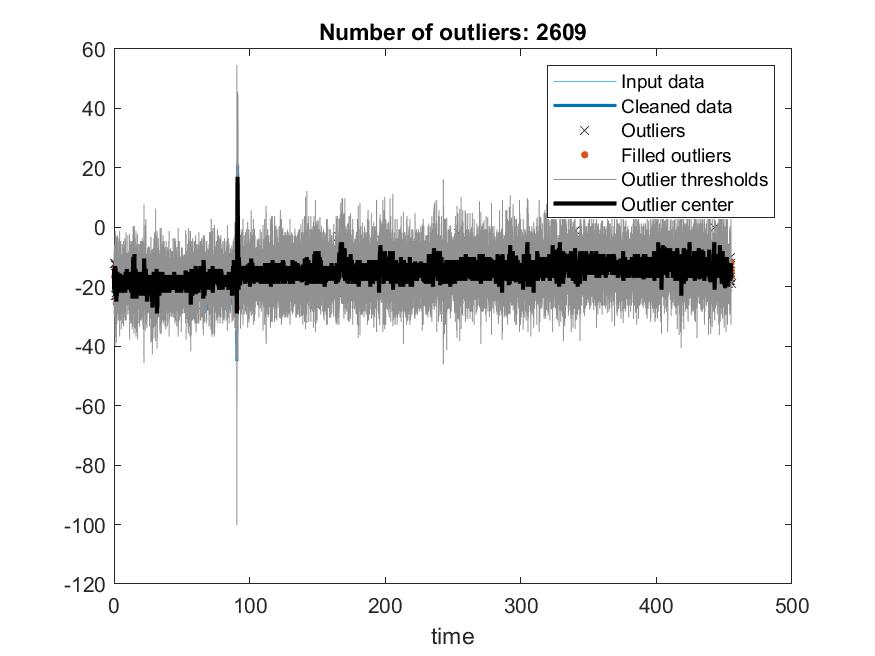 Number of outliers: 2609
60
40
20
0
-20
-40
-60
-80
-100
-120
Input data
Cleaned data
Outliers
Filled outliers
Outlier thresholds
Outlier center
0 100 200 300 400 500
time